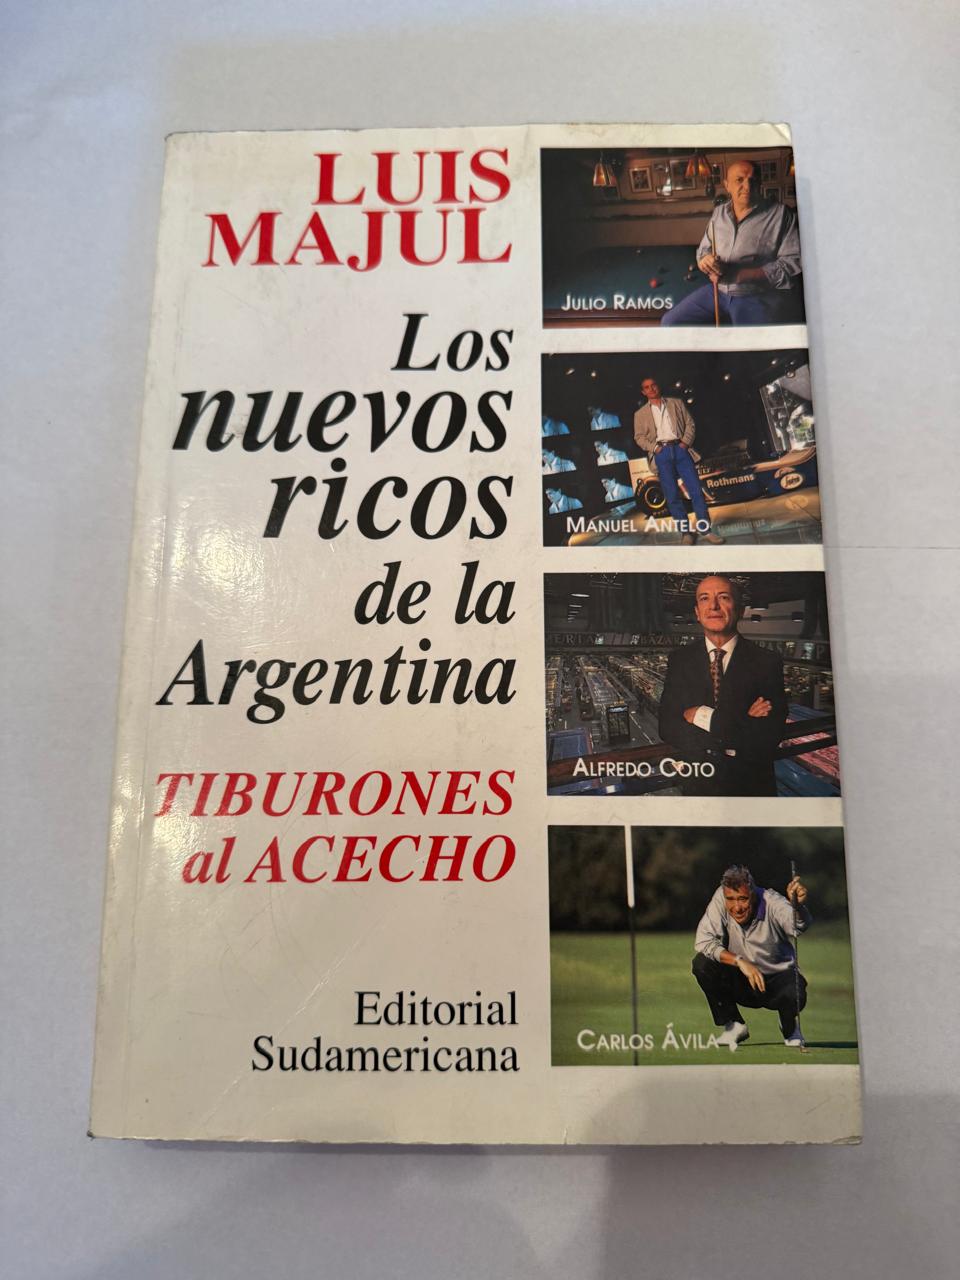 LUIS
MAJUL
Los
nuevos
ricos
de la
Argentina
TIBURONES
al ACECHO
Editorial
Sudamericana
JULIO RAMOS
Rothmans
MANUEL ANTELO
ALFREDO COTO
CARLOS ÁVILA